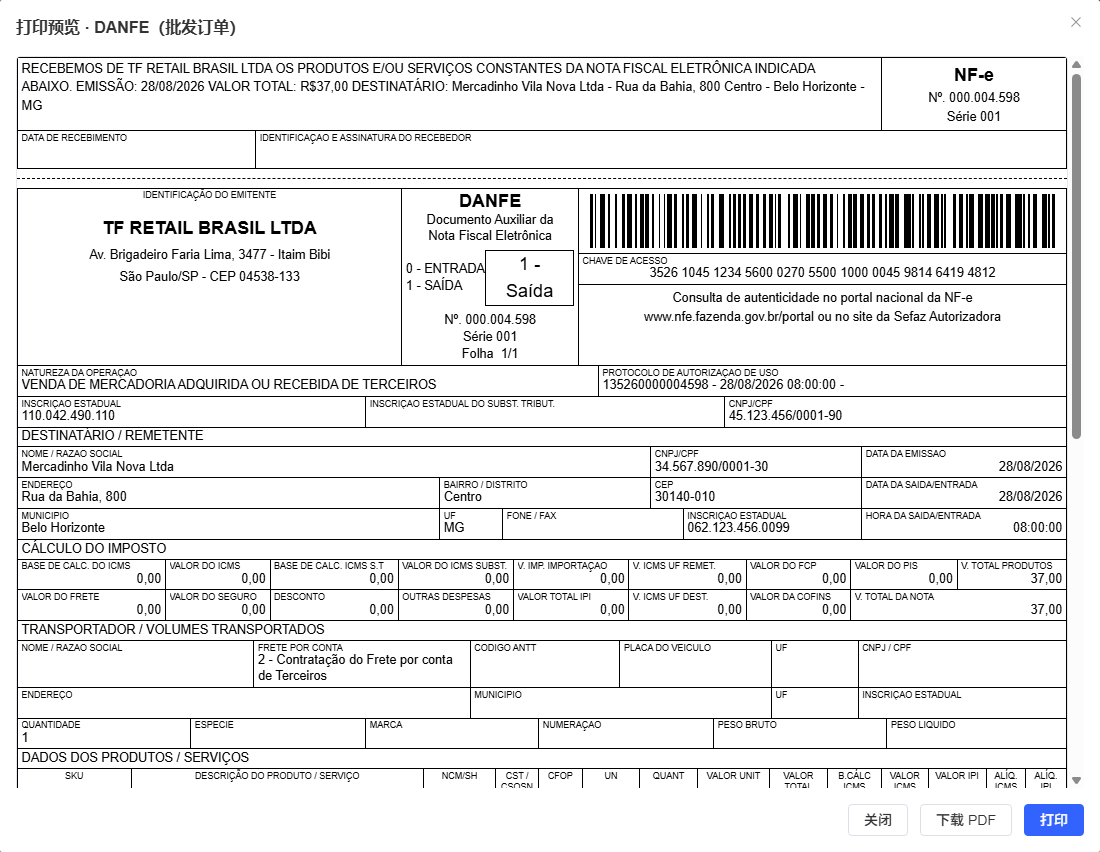 打印预览 · DANFE（批发订单）
RECEBEMOS DE TF RETAIL BRASIL LTDA OS PRODUTOS E/OU SERVIÇOS CONSTANTES DA NOTA FISCAL ELETRÔNICA INDICADA
ABAIXO. EMISSÃO: 28/08/2026 VALOR TOTAL: R$37,00 DESTINATÁRIO: Mercadinho Vila Nova Ltda - Rua da Bahia, 800 Centro - Belo Horizonte -
MG
NF-e
Nº. 000.004.598
Série 001
DATA DE RECEBIMENTO
IDENTIFICAÇAO E ASSINATURA DO RECEBEDOR
IDENTIFICAÇÃO DO EMITENTE
TF RETAIL BRASIL LTDA
Av. Brigadeiro Faria Lima, 3477 - Itaim Bibi
São Paulo/SP - CEP 04538-133
DANFE
Documento Auxiliar da
Nota Fiscal Eletrônica
0 - ENTRADA
1 - SAÍDA
1 -
Saída
Nº. 000.004.598
Série 001
Folha 1/1
CHAVE DE ACESSO
3526 1045 1234 5600 0270 5500 1000 0045 9814 6419 4812
Consulta de autenticidade no portal nacional da NF-e
www.nfe.fazenda.gov.br/portal ou no site da Sefaz Autorizadora
NATUREZA DA OPERAÇAO
VENDA DE MERCADORIA ADQUIRIDA OU RECEBIDA DE TERCEIROS
PROTOCOLO DE AUTORIZAÇAO DE USO
135260000004598 - 28/08/2026 08:00:00 -
INSCRIÇAO ESTADUAL
110.042.490.110
INSCRIÇAO ESTADUAL DO SUBST. TRIBUT.
CNPJ/CPF
45.123.456/0001-90
DESTINATÁRIO / REMETENTE
NOME / RAZAO SOCIAL
Mercadinho Vila Nova Ltda
CNPJ/CPF
34.567.890/0001-30
DATA DA EMISSAO
28/08/2026
ENDEREÇO
Rua da Bahia, 800
BAIRRO / DISTRITO
Centro
CEP
30140-010
DATA DA SAIDA/ENTRADA
28/08/2026
MUNICIPIO
Belo Horizonte
UF
MG
FONE / FAX
INSCRIÇAO ESTADUAL
062.123.456.0099
HORA DA SAIDA/ENTRADA
08:00:00
CÁLCULO DO IMPOSTO
BASE DE CALC. DO ICMS
0,00
VALOR DO ICMS
0,00
BASE DE CALC. ICMS S.T
0,00
VALOR DO ICMS SUBST.
0,00
V. IMP. IMPORTAÇAO
0,00
V. ICMS UF REMET.
0,00
VALOR DO FCP
0,00
VALOR DO PIS
0,00
V. TOTAL PRODUTOS
37,00
VALOR DO FRETE
0,00
VALOR DO SEGURO
0,00
DESCONTO
0,00
OUTRAS DESPESAS
0,00
VALOR TOTAL IPI
0,00
V. ICMS UF DEST.
0,00
VALOR DA COFINS
0,00
V. TOTAL DA NOTA
37,00
TRANSPORTADOR / VOLUMES TRANSPORTADOS
NOME / RAZAO SOCIAL
FRETE POR CONTA
2 - Contratação do Frete por conta
de Terceiros
CODIGO ANTT
PLACA DO VEICULO
UF
CNPJ / CPF
ENDEREÇO
MUNICIPIO
UF
INSCRIÇAO ESTADUAL
QUANTIDADE
1
ESPECIE
MARCA
NUMERAÇAO
PESO BRUTO
PESO LIQUIDO
DADOS DOS PRODUTOS / SERVIÇOS
SKU
DESCRIÇÃO DO PRODUTO / SERVIÇO
NCM/SH
CST /
CSOSN
CFOP
UN
QUANT
VALOR UNIT
VALOR
TOTAL
B.CÁLC
ICMS
VALOR
ICMS
VALOR IPI
ALÍQ.
ICMS
ALÍQ.
IPI
关闭
下载 PDF
打印